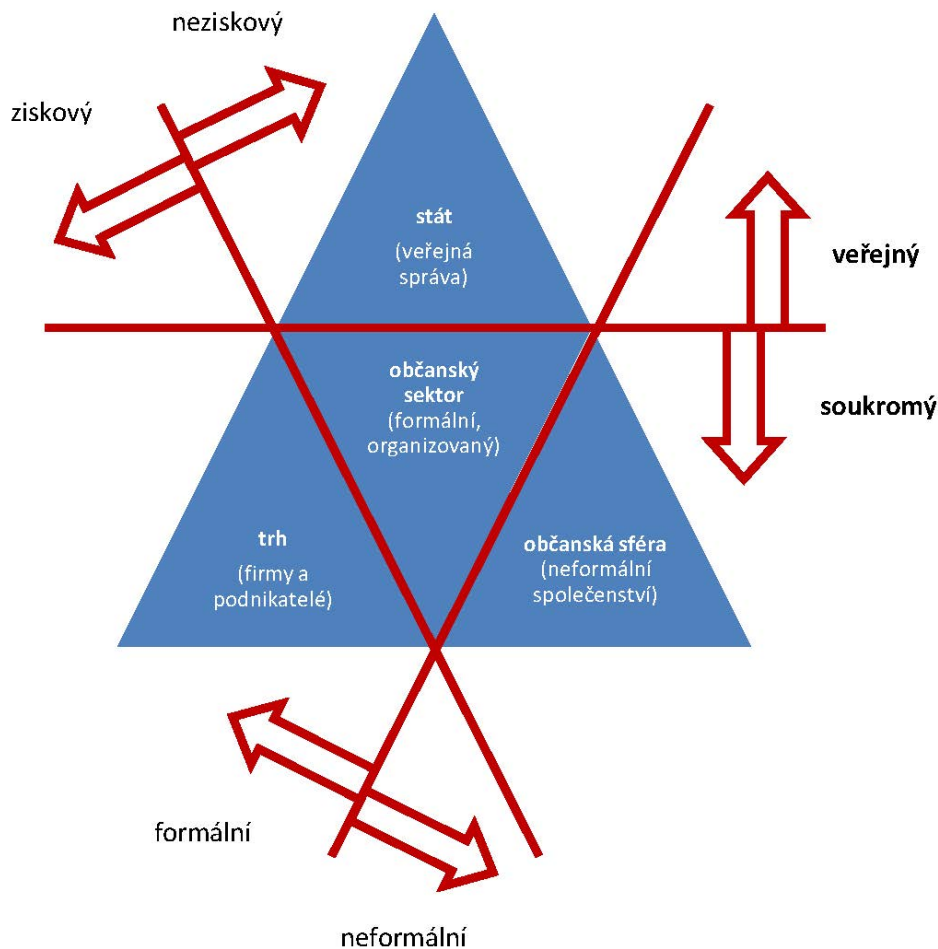 neziskový
ziskový
stát
(veřejná
správa)
veřejný
občanský
sektor
(formální,
organizovaný)
soukromý
trh
(firmy a
podnikatelé)
občanská sféra
(neformální
společenství)
formální
neformální